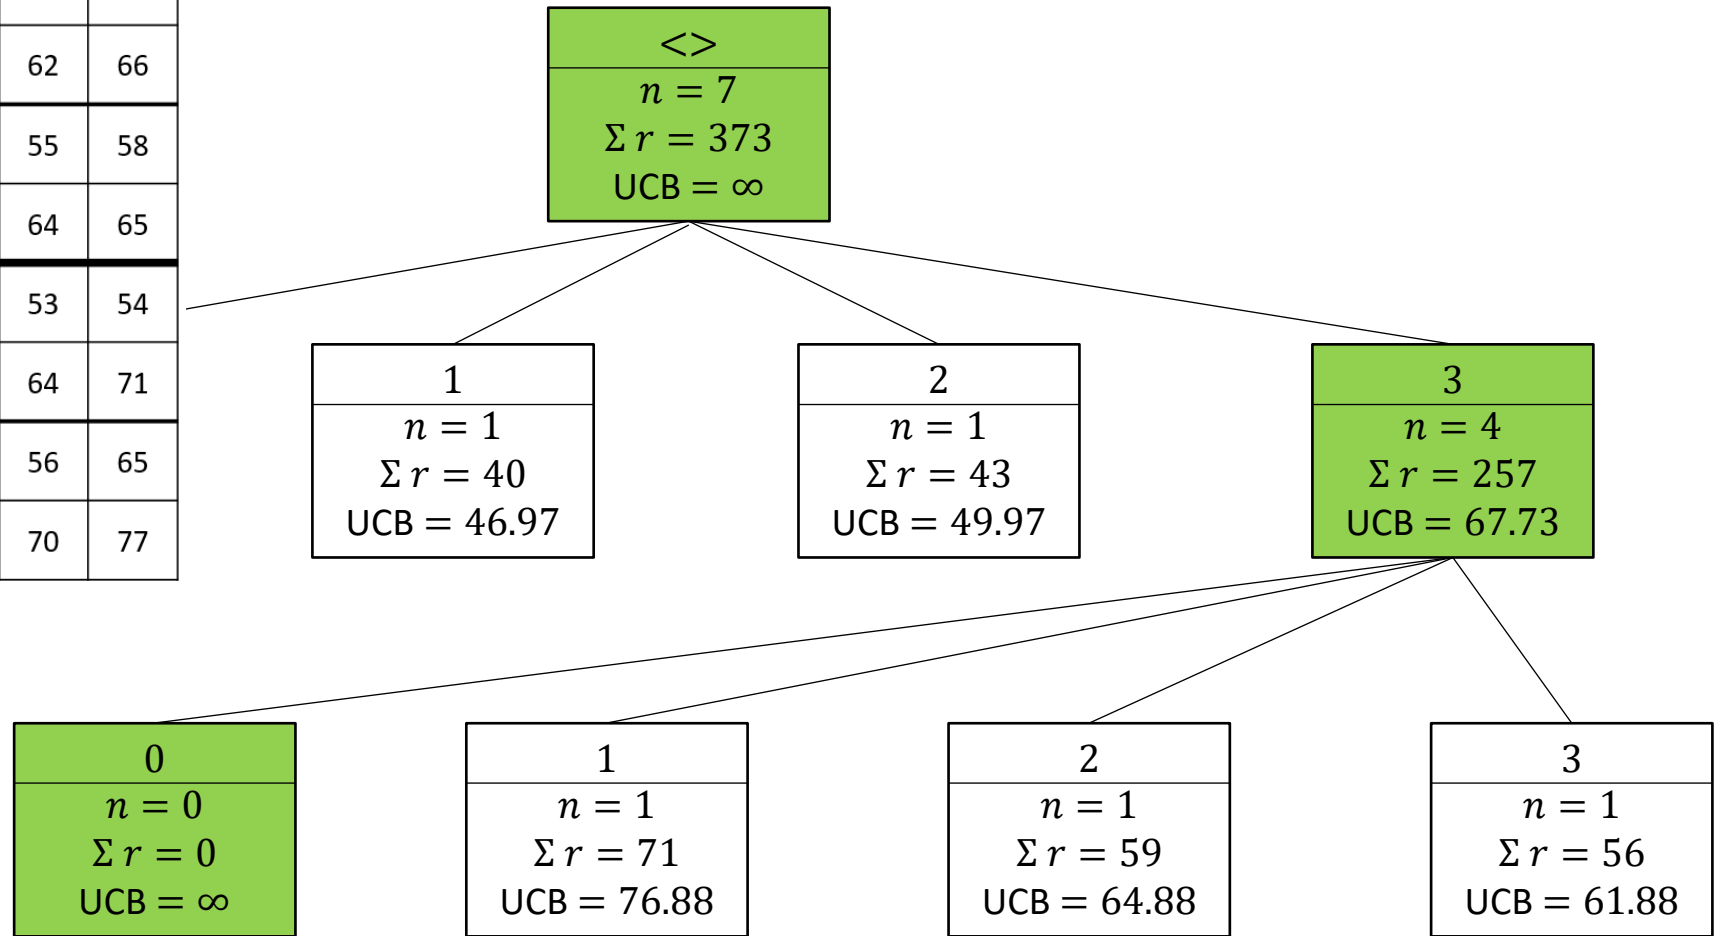 62 66
55 58
64 65
53 54
64 71
56 65
70 77
<>
n = 7
Σ r = 373
UCB = ∞
1
n = 1
Σ r = 40
UCB = 46.97
2
n = 1
Σ r = 43
UCB = 49.97
3
n = 4
Σ r = 257
UCB = 67.73
0
n = 0
Σ r = 0
UCB = ∞
1
n = 1
Σ r = 71
UCB = 76.88
2
n = 1
Σ r = 59
UCB = 64.88
3
n = 1
Σ r = 56
UCB = 61.88